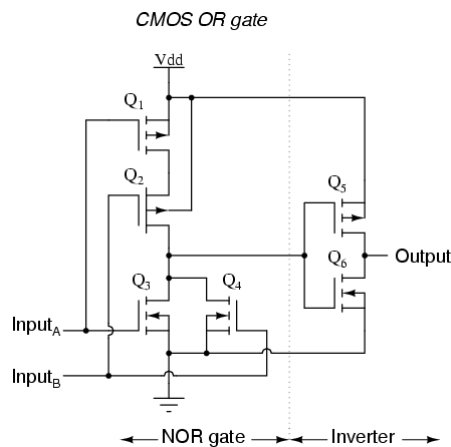 CMOS OR gate
Vdd
Q1
Q2
Q5
Q6
Output
Q3
Q4
InputA
InputB
NOR gate
Inverter